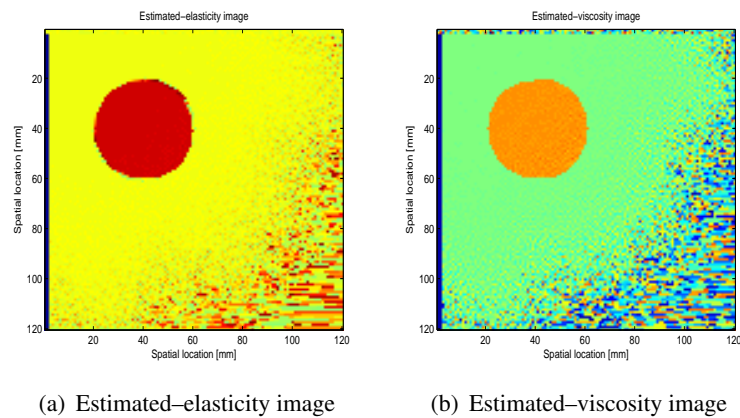 Estimated–elasticity image
20
40
60
80
100
120
20 40 60 80 100 120
Spatial location [mm]
Spatial location [mm]
(a) Estimated–elasticity image
Estimated–viscosity image
20
40
60
80
100
120
20 40 60 80 100 120
Spatial location [mm]
Spatial location [mm]
(b) Estimated–viscosity image